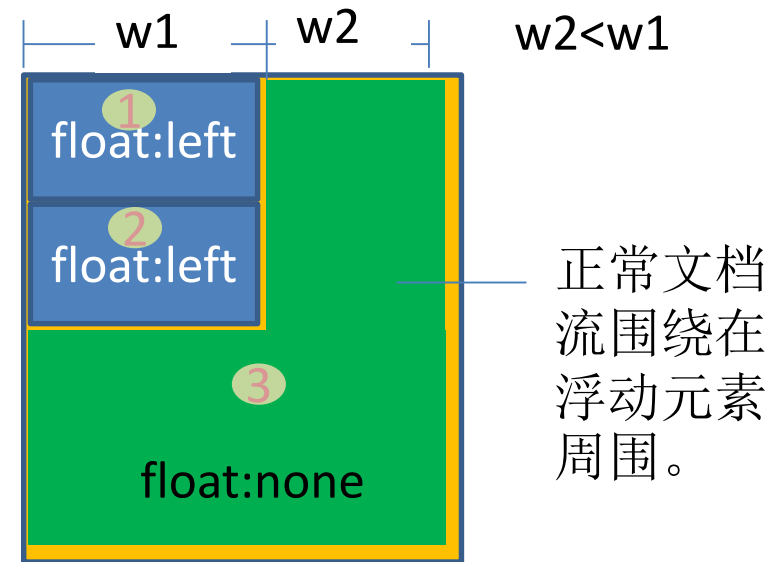 w1
w2
w2<w1
1
float:left
2
float:left
正常文档
流围绕在
浮动元素
周围。
3
float:none